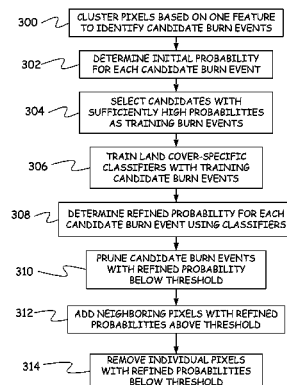 300
CLUSTER PIXELS BASED ON ONE FEATURE
TO IDENTIFY CANDIDATE BURN EVENTS
302
DETERMINE INITIAL PROBABILITY
FOR EACH CANDIDATE BURN EVENT
304
SELECT CANDIDATES WITH
SUFFICIENTLY HIGH PROBABILITIES
AS TRAINING BURN EVENTS
306
TRAIN LAND COVER-SPECIFIC
CLASSIFIERS WITH TRAINING
CANDIDATE BURN EVENTS
308
DETERMINE REFINED PROBABILITY FOR EACH
CANDIDATE BURN EVENT USING CLASSIFIERS
310
PRUNE CANDIDATE BURN EVENTS
WITH REFINED PROBABILITY
BELOW THRESHOLD
312
ADD NEIGHBORING PIXELS WITH REFINED
PROBABILITIES ABOVE THRESHOLD
314
REMOVE INDIVIDUAL PIXELS
WITH REFINED PROBABILITIES
BELOW THRESHOLD